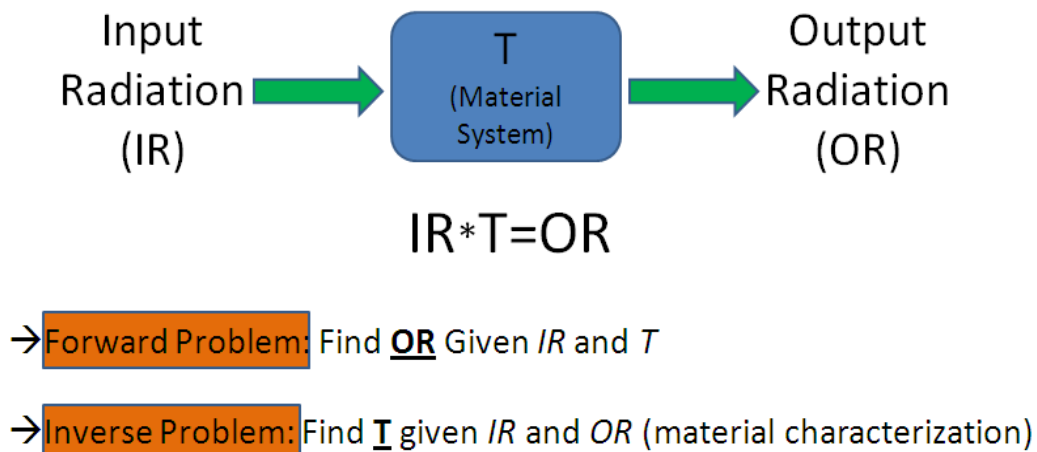 Input
Radiation
(IR)
T
(Material
System)
Output
Radiation
(OR)
IR*T=OR
→Forward Problem: Find OR Given IR and T
→Inverse Problem: Find T given IR and OR (material characterization)